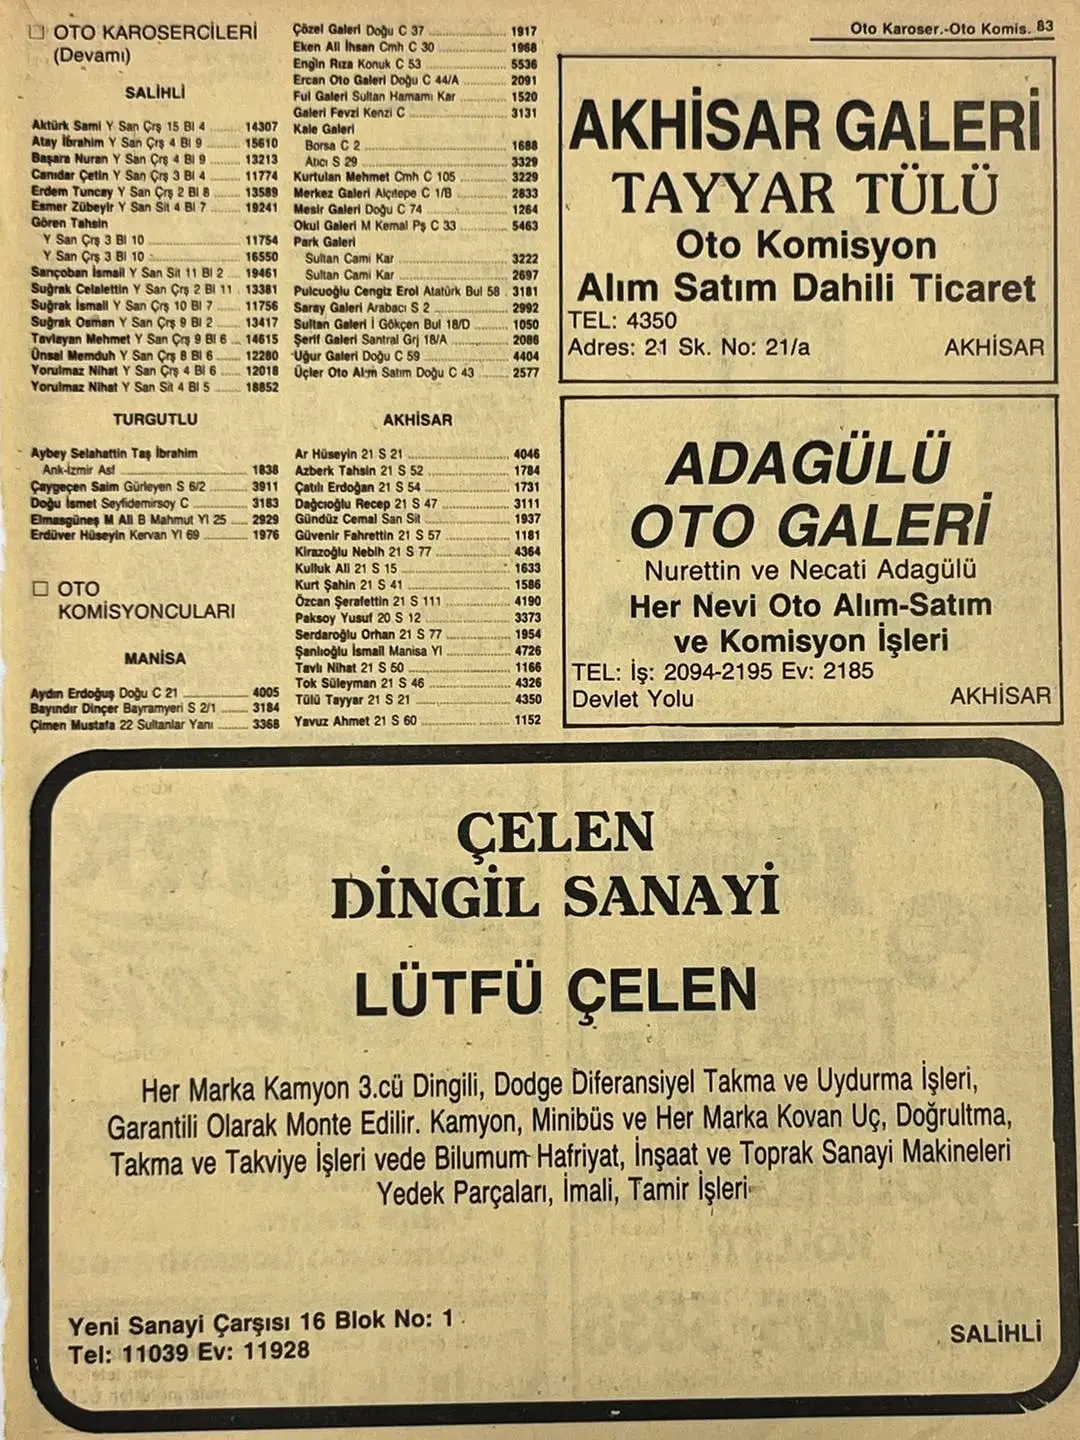 Oto Karoser.-Oto Komis. 83
□ OTO KAROSERCİLERİ
(Devamı)
SALİHLİ
Aktürk Sami Y San Çrş 15 Bl 4 ........ 14307
Atay İbrahim Y San Çrş 4 Bl 9 ........ 15610
Başara Nuran Y San Çrş 4 Bl 9 ........ 13213
Canıdar Çetin Y San Çrş 3 Bl 4 ........ 11774
Erdem Tuncay Y San Çrş 2 Bl 8 ........ 13589
Esmer Zübeyir Y San Sit 4 Bl 7 ........ 19241
Gören Tahsin
Y San Çrş 3 Bl 10 ........ 11754
Y San Çrş 3 Bl 10 ........ 16550
Sarıçoban İsmail Y San Sit 11 Bl 2 .... 19461
Suğrak Celalettin Y San Çrş 2 Bl 11 . 13381
Suğrak İsmail Y San Çrş 10 Bl 7 ........ 11756
Suğrak Osman Y San Çrş 9 Bl 2 ........ 13417
Tavlayan Mehmet Y San Çrş 9 Bl 6 ... 14615
Ünsal Memduh Y San Çrş 8 Bl 6 ........ 12280
Yorulmaz Nihat Y San Çrş 4 Bl 6 ........ 12018
Yorulmaz Nihat Y San Sit 4 Bl 5 ........ 18852
TURGUTLU
Aybey Selahattin Taş İbrahim
Ank-İzmir Asf ........ 1838
Çaygeçen Saim Gürleyen S 6/2 ........ 3911
Doğu İsmet Seyfidemirsoy C ........ 3183
Elmasgüneş M Ali B Mahmut Yl 25 ..... 2929
Erdüver Hüseyin Kervan Yl 69 ........ 1976
□ OTO
KOMİSYONCULARI
MANİSA
Aydın Erdoğuş Doğu C 21 ........ 4005
Bayındır Dinçer Bayramyeri S 2/1 ........ 3184
Çimen Mustafa 22 Sultanlar Yanı ........ 3368
Çözel Galeri Doğu C 37 ........ 1917
Eken Ali İhsan Cmh C 30 ........ 1968
Engin Rıza Konuk C 53 ........ 5536
Ercan Oto Galeri Doğu C 44/A ........ 2091
Ful Galeri Sultan Hamamı Kar ........ 1520
Galeri Fevzi Kenzi C ........ 3131
Kale Galeri
Borsa C 2 ........ 1688
Atıcı S 29 ........ 3329
Kurtulan Mehmet Cmh C 105 ........ 3229
Merkez Galeri Alçıtepe C 1/B ........ 2833
Mesir Galeri Doğu C 74 ........ 1264
Okul Galeri M Kemal Pş C 33 ........ 5463
Park Galeri
Sultan Cami Kar ........ 3222
Sultan Cami Kar ........ 2697
Pulcuoğlu Cengiz Erol Atatürk Bul 58 . 3181
Saray Galeri Arabacı S 2 ........ 2992
Sultan Galeri İ Gökçen Bul 18/D ........ 1050
Şerif Galeri Santral Grj 18/A ........ 2086
Uğur Galeri Doğu C 59 ........ 4404
Üçler Oto Alım Satım Doğu C 43 ........ 2577
AKHİSAR
Ar Hüseyin 21 S 21 ........ 4046
Azberk Tahsin 21 S 52 ........ 1784
Çatılı Erdoğan 21 S 54 ........ 1731
Dağcıoğlu Recep 21 S 47 ........ 3111
Gündüz Cemal San Sit ........ 1937
Güvenir Fahrettin 21 S 57 ........ 1181
Kirazoğlu Nebih 21 S 77 ........ 4364
Kulluk Ali 21 S 15 ........ 1633
Kurt Şahin 21 S 41 ........ 1586
Özcan Şerafettin 21 S 111 ........ 4190
Paksoy Yusuf 20 S 12 ........ 3373
Serdaroğlu Orhan 21 S 77 ........ 1954
Şanlıoğlu İsmail Manisa Yl ........ 4726
Tavlı Nihat 21 S 50 ........ 1166
Tok Süleyman 21 S 46 ........ 4326
Tülü Tayyar 21 S 21 ........ 4350
Yavuz Ahmet 21 S 60 ........ 1152
AKHİSAR GALERİ
TAYYAR TÜLÜ
Oto Komisyon
Alım Satım Dahili Ticaret
TEL: 4350
Adres: 21 Sk. No: 21/a AKHİSAR
ADAGÜLÜ
OTO GALERİ
Nurettin ve Necati Adagülü
Her Nevi Oto Alım-Satım
ve Komisyon İşleri
TEL: İş: 2094-2195 Ev: 2185
Devlet Yolu AKHİSAR
ÇELEN
DİNGİL SANAYİ
LÜTFÜ ÇELEN
Her Marka Kamyon 3.cü Dingili, Dodge Diferansiyel Takma ve Uydurma İşleri,
Garantili Olarak Monte Edilir. Kamyon, Minibüs ve Her Marka Kovan Uç, Doğrultma,
Takma ve Takviye İşleri vede Bilumum Hafriyat, İnşaat ve Toprak Sanayi Makineleri
Yedek Parçaları, İmali, Tamir İşleri
Yeni Sanayi Çarşısı 16 Blok No: 1
Tel: 11039 Ev: 11928
SALİHLİ